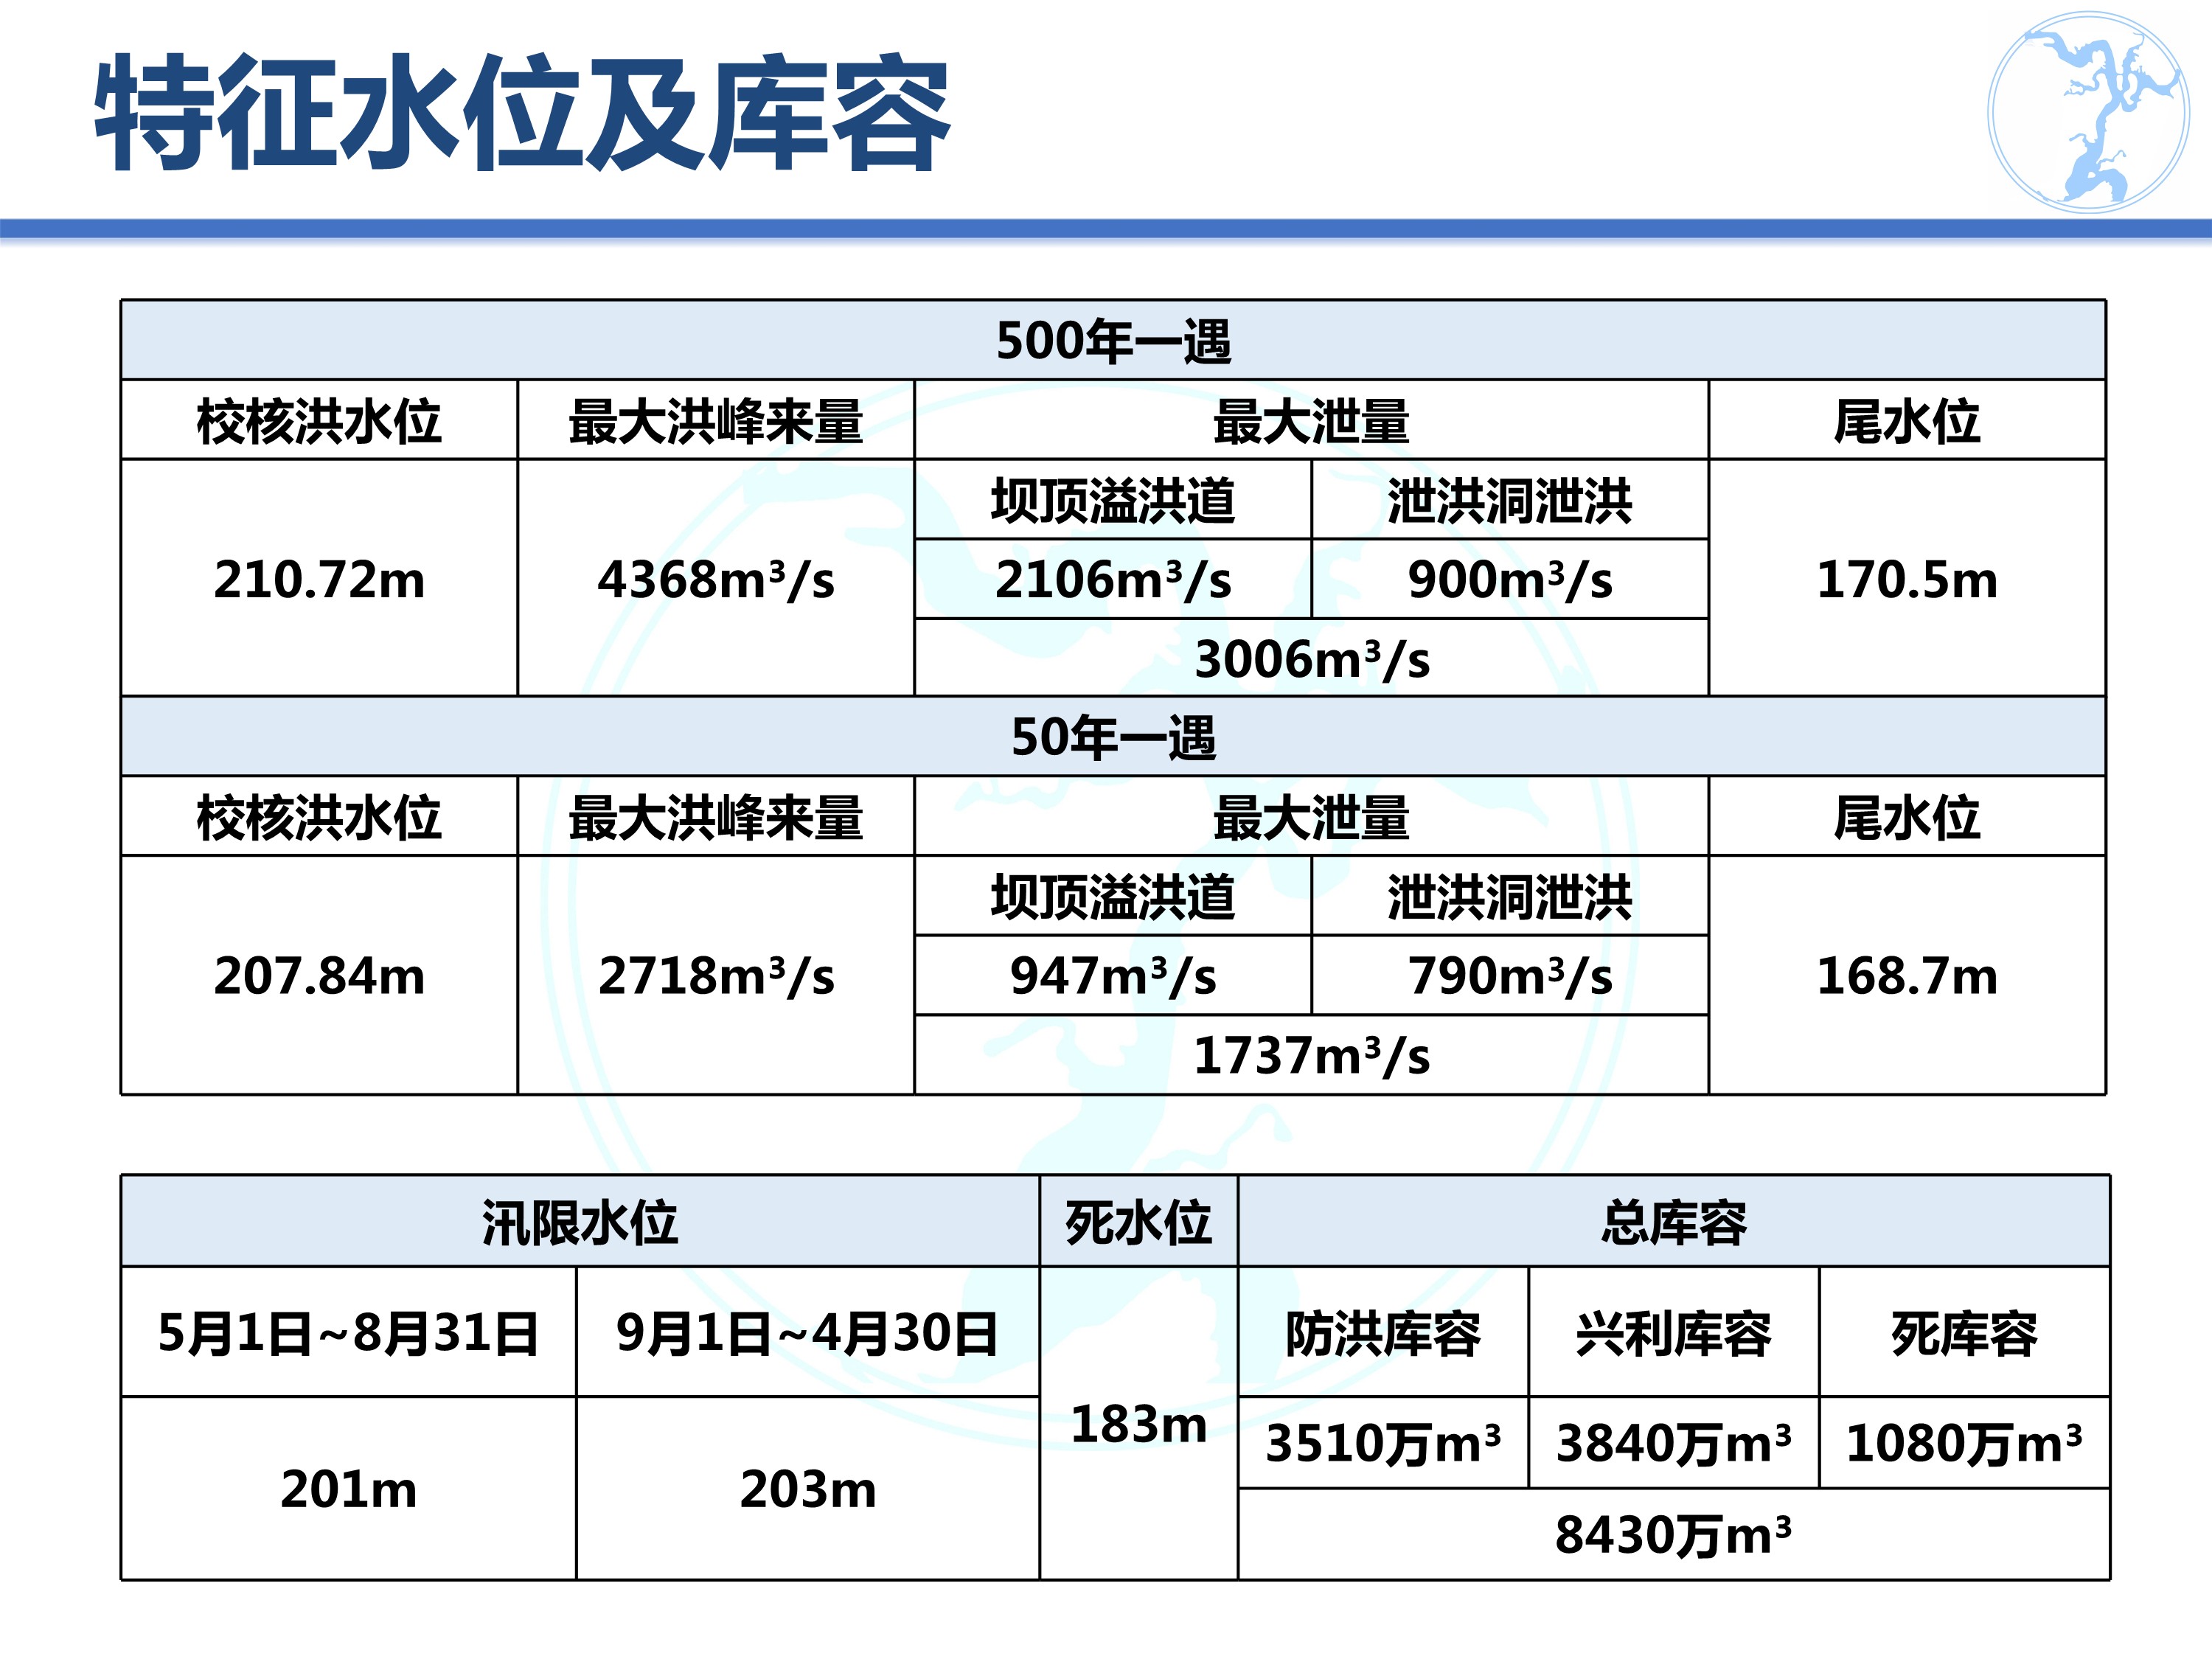 特征水位及库容
500年一遇
校核洪水位 最大洪峰来量 最大泄量 尾水位
坝顶溢洪道 泄洪洞泄洪
210.72m 4368m³/s 2106m³/s 900m³/s 170.5m
3006m³/s
50年一遇
校核洪水位 最大洪峰来量 最大泄量 尾水位
坝顶溢洪道 泄洪洞泄洪
207.84m 2718m³/s 947m³/s 790m³/s 168.7m
1737m³/s
汛限水位 死水位 总库容
5月1日~8月31日 9月1日~4月30日 防洪库容 兴利库容 死库容
183m 3510万m³ 3840万m³ 1080万m³
201m 203m
8430万m³